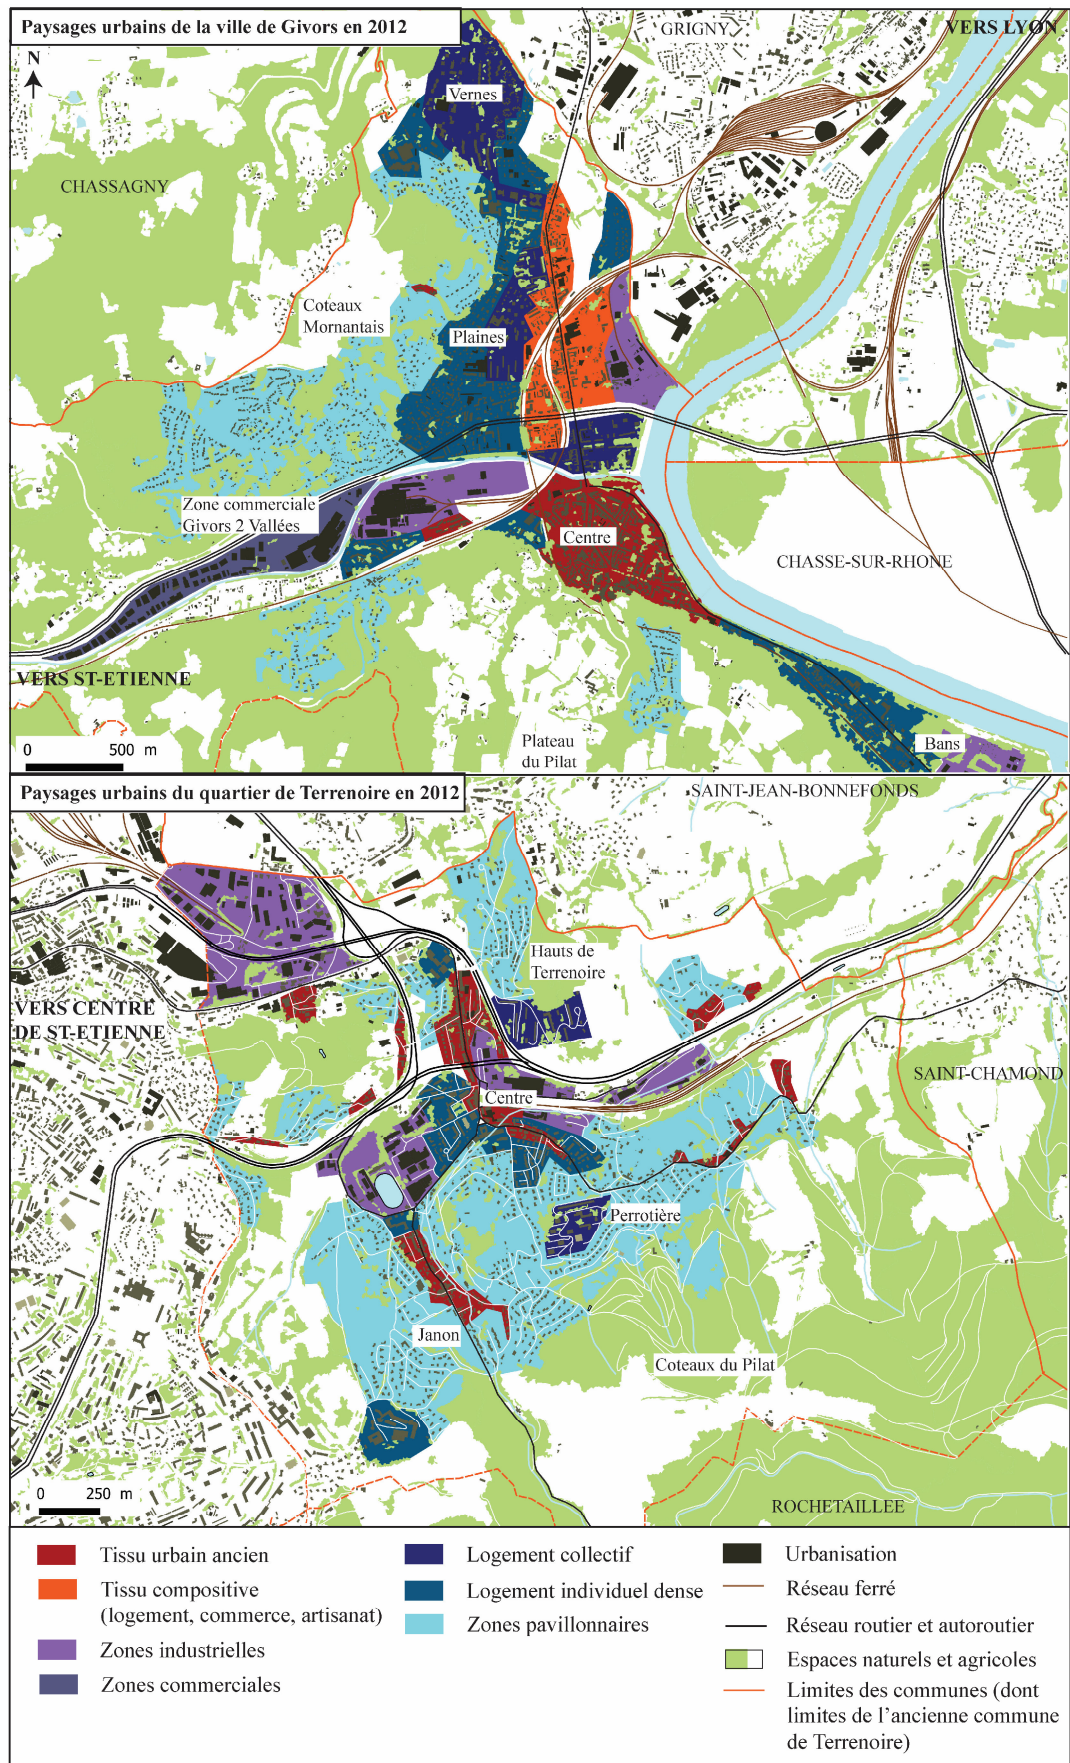 Paysages urbains de la ville de Givors en 2012
N
GRIGNY
VERS LYON
Vernes
CHASSAGNY
Coteaux
Mornantais
Plaines
Zone commerciale
Givors 2 Vallées
Centre
CHASSE-SUR-RHONE
VERS ST-ETIENNE
0 500 m
Plateau
du Pilat
Bans
Paysages urbains du quartier de Terrenoire en 2012
SAINT-JEAN-BONNEFONDS
Hauts de
Terrenoire
VERS CENTRE
DE ST-ETIENNE
SAINT-CHAMOND
Centre
Perrotière
Janon
Coteaux du Pilat
0 250 m
ROCHETAILLEE
Tissu urbain ancien
Tissu compositive
(logement, commerce, artisanat)
Zones industrielles
Zones commerciales
Logement collectif
Logement individuel dense
Zones pavillonnaires
Urbanisation
Réseau ferré
Réseau routier et autoroutier
Espaces naturels et agricoles
Limites des communes (dont
limites de l'ancienne commune
de Terrenoire)